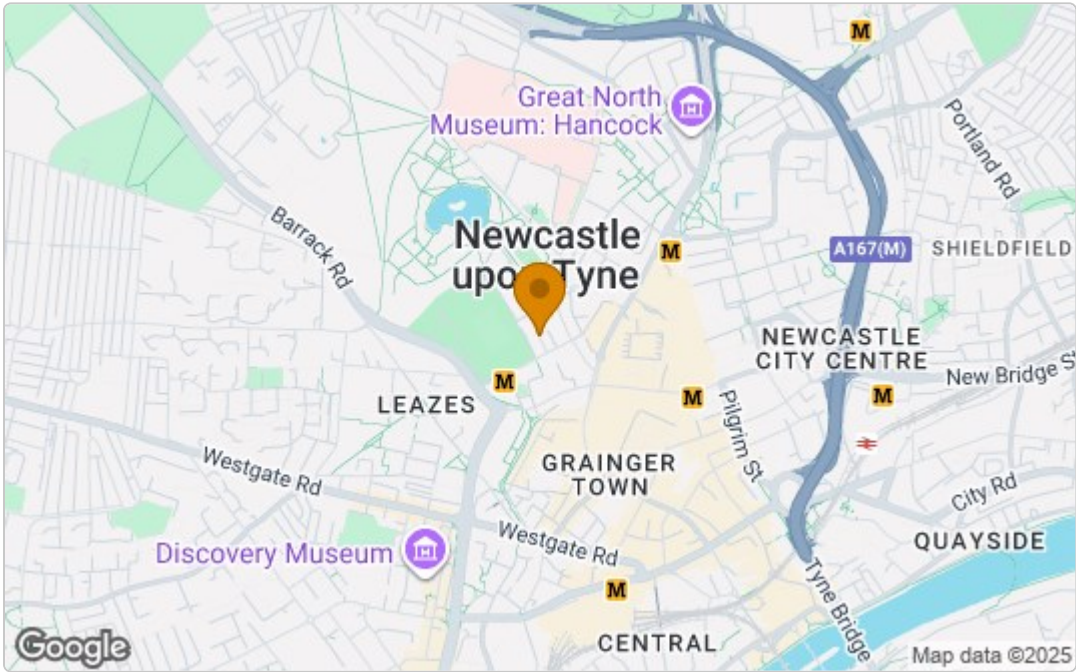 M
Great North
Museum: Hancock
Portland Rd
Barrack Rd
Newcastle
upon Tyne
M
A167(M)
SHIELDFIELD
NEWCASTLE
CITY CENTRE
New Bridge S
M
LEAZES
M
Pilgrim St
M
Westgate Rd
GRAINGER
TOWN
City Rd
Westgate Rd
QUAYSIDE
Discovery Museum
M
Tyne Bridge
CENTRAL
Google
Map data ©2025